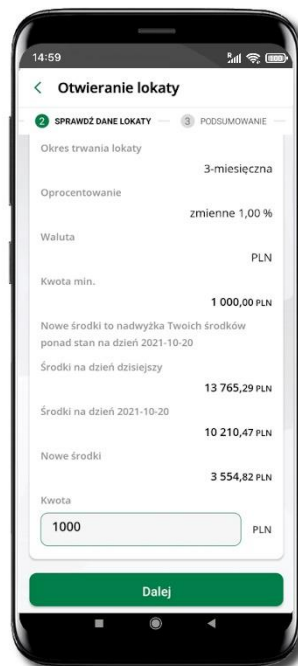 14:59
Otwieranie lokaty
2 SPRAWDŹ DANE LOKATY 3 PODSUMOWANIE
Okres trwania lokaty
3-miesięczna
Oprocentowanie
zmienne 1,00 %
Waluta
PLN
Kwota min.
1 000,00 PLN
Nowe środki to nadwyżka Twoich środków
ponad stan na dzień 2021-10-20
Środki na dzień dzisiejszy
13 765,29 PLN
Środki na dzień 2021-10-20
10 210,47 PLN
Nowe środki
3 554,82 PLN
Kwota
1000 PLN
Dalej